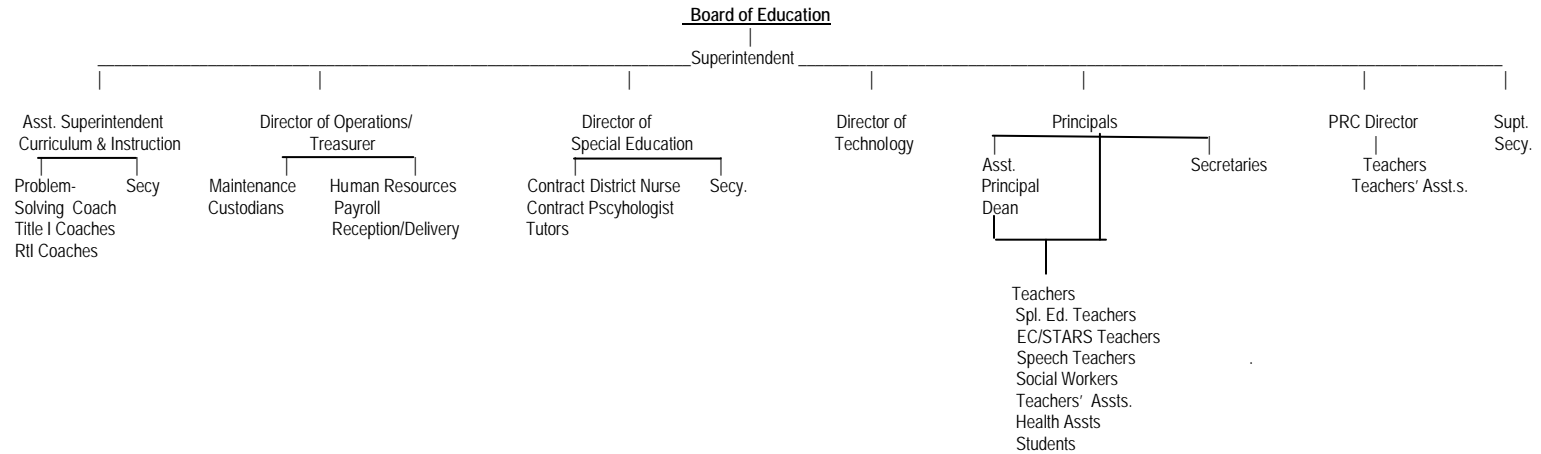 Board of Education
Superintendent
Asst. Superintendent
Curriculum & Instruction
Problem-
Solving Coach
Title I Coaches
RtI Coaches
Secy
Director of Operations/
Treasurer
Maintenance
Custodians
Human Resources
Payroll
Reception/Delivery
Director of
Special Education
Contract District Nurse
Contract Pscyhologist
Tutors
Secy.
Director of
Technology
Principals
Asst.
Principal
Dean
Secretaries
Teachers
Spl. Ed. Teachers
EC/STARS Teachers
Speech Teachers
Social Workers
Teachers' Assts.
Health Assts
Students
.
PRC Director
Teachers
Teachers' Asst.s.
Supt.
Secy.